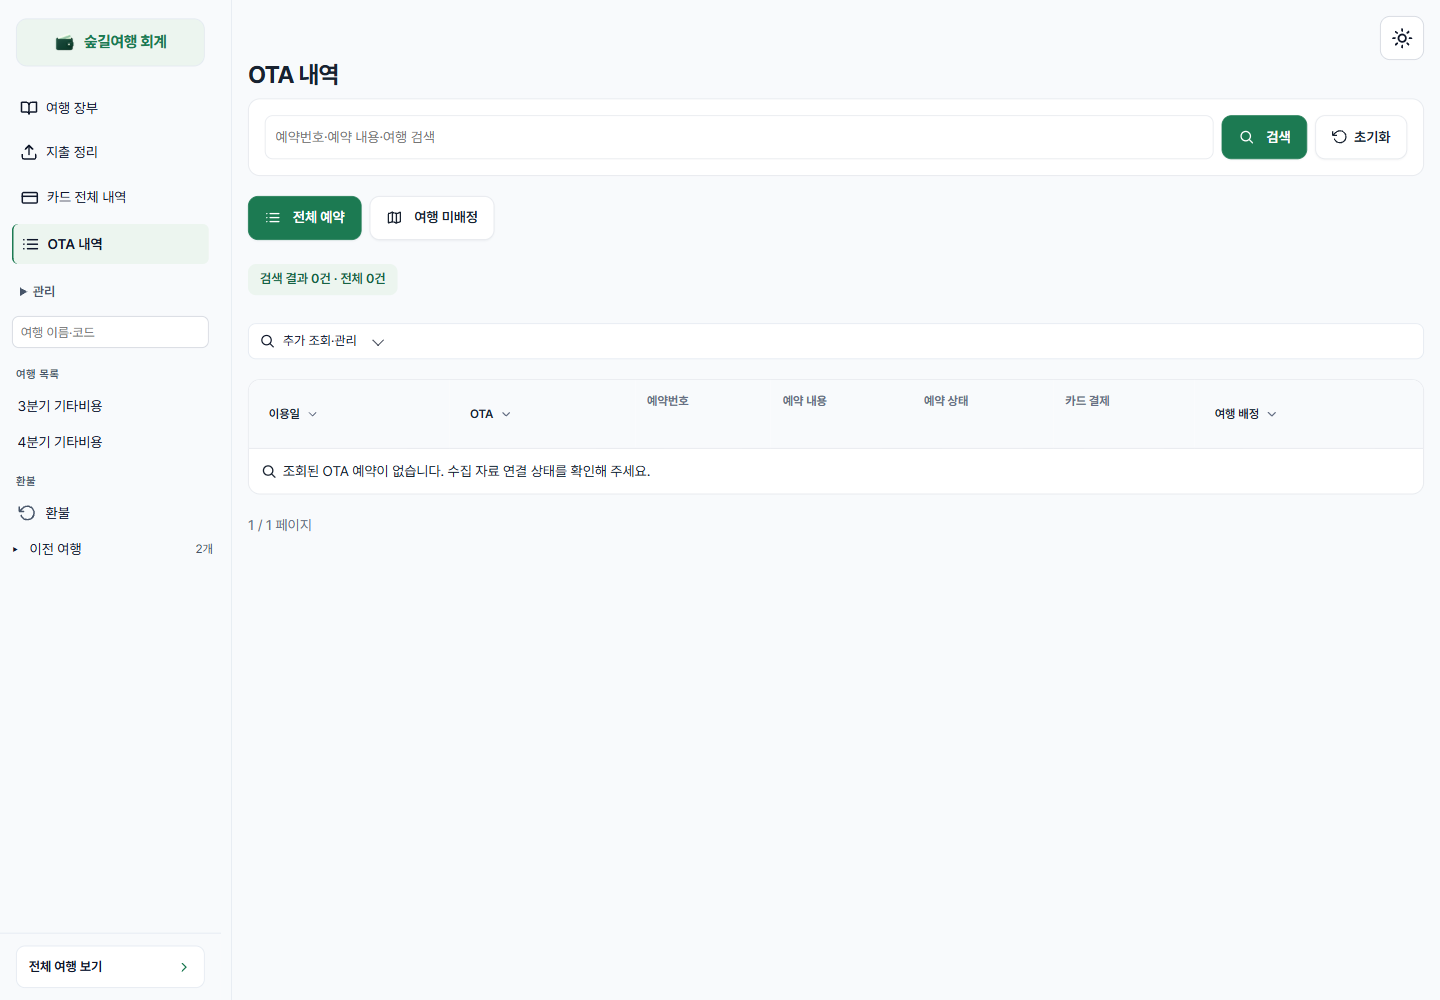 숲길여행 회계
여행 장부
지출 정리
카드 전체 내역
OTA 내역
관리
여행 이름·코드
여행 목록
3분기 기타비용
4분기 기타비용
환불
환불
이전 여행 2개
전체 여행 보기
OTA 내역
예약번호·예약 내용·여행 검색
검색
초기화
전체 예약
여행 미배정
검색 결과 0건 · 전체 0건
추가 조회·관리
이용일 OTA 예약번호 예약 내용 예약 상태 카드 결제 여행 배정
조회된 OTA 예약이 없습니다. 수집 자료 연결 상태를 확인해 주세요.
1 / 1 페이지